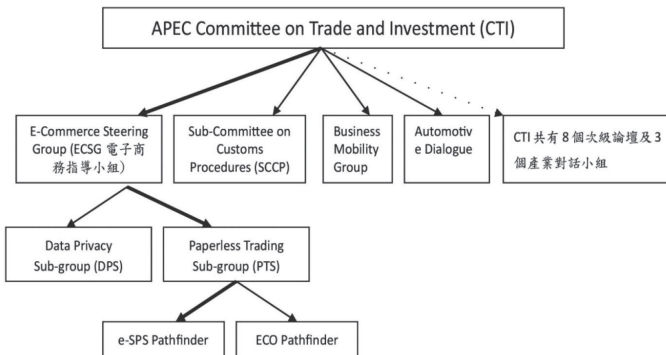 APEC Committee on Trade and Investment (CTI)
E-Commerce Steering
Group (ECSG 電子商
務指導小組)
Sub-Committee on
Customs
Procedures (SCCP)
Business
Mobility
Group
Automotiv
e Dialogue
CTI 共有 8 個次級論壇及 3
個產業對話小組
Data Privacy
Sub-group (DPS)
Paperless Trading
Sub-group (PTS)
e-SPS Pathfinder
ECO Pathfinder